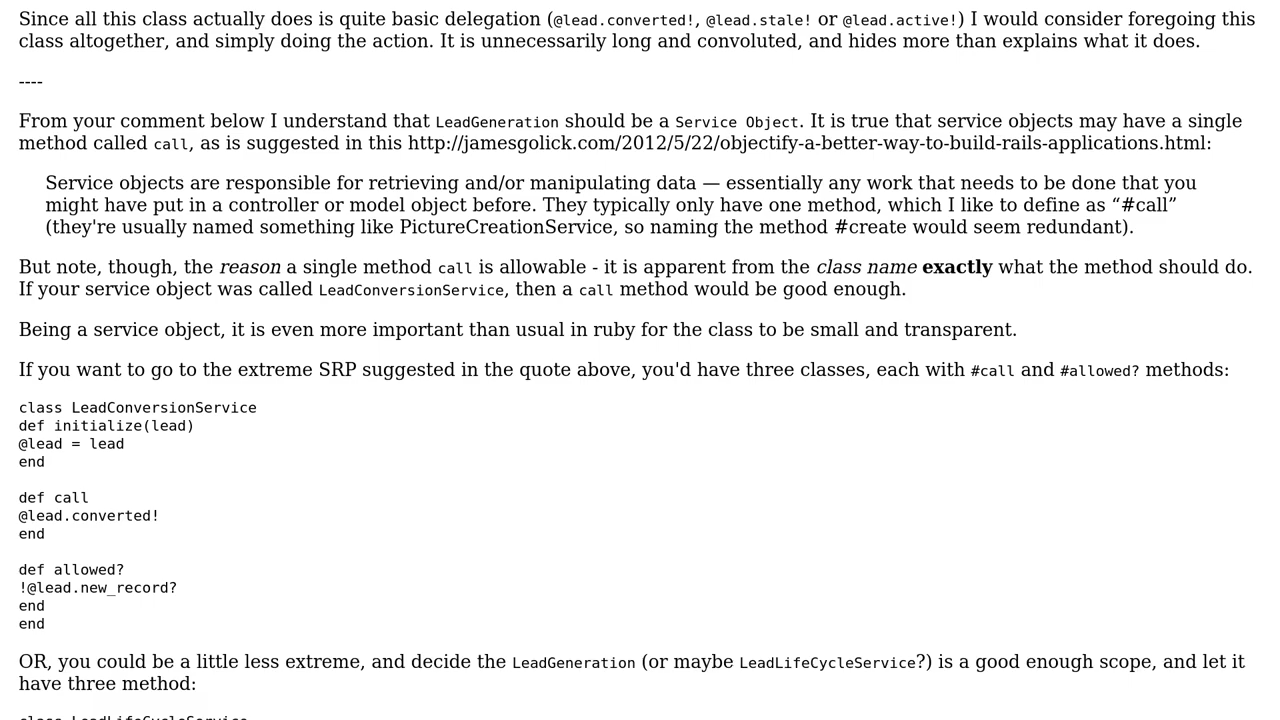 Since all this class actually does is quite basic delegation (@lead.converted!, @lead.stale! or @lead.active!) I would consider foregoing this
class altogether, and simply doing the action. It is unnecessarily long and convoluted, and hides more than explains what it does.
----
From your comment below I understand that LeadGeneration should be a Service Object. It is true that service objects may have a single
method called call, as is suggested in this http://jamesgolick.com/2012/5/22/objectify-a-better-way-to-build-rails-applications.html:
Service objects are responsible for retrieving and/or manipulating data — essentially any work that needs to be done that you
might have put in a controller or model object before. They typically only have one method, which I like to define as “#call”
(they're usually named something like PictureCreationService, so naming the method #create would seem redundant).
But note, though, the reason a single method call is allowable - it is apparent from the class name exactly what the method should do.
If your service object was called LeadConversionService, then a call method would be good enough.
Being a service object, it is even more important than usual in ruby for the class to be small and transparent.
If you want to go to the extreme SRP suggested in the quote above, you'd have three classes, each with #call and #allowed? methods:
class LeadConversionService
def initialize(lead)
@lead = lead
end
def call
@lead.converted!
end
def allowed?
!@lead.new_record?
end
end
OR, you could be a little less extreme, and decide the LeadGeneration (or maybe LeadLifeCycleService?) is a good enough scope, and let it
have three method:
class LeadLifeCycleService